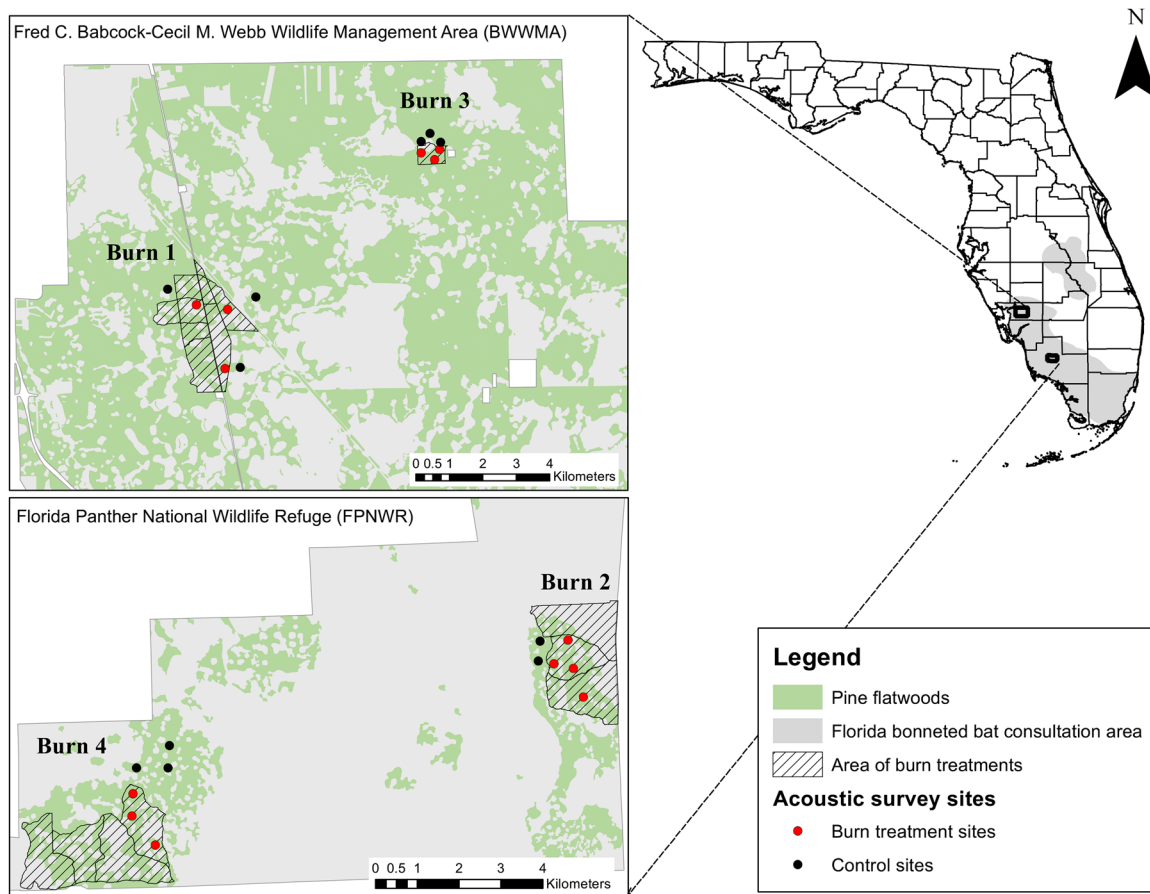 Fred C. Babcock-Cecil M. Webb Wildlife Management Area (BWWMA)
Burn 3
Burn 1
0 0.5 1 2 3 4
Kilometers
Florida Panther National Wildlife Refuge (FPNWR)
Burn 2
Burn 4
0 0.5 1 2 3 4
Kilometers
N
Legend
Pine flatwoods
Florida bonneted bat consultation area
Area of burn treatments
Acoustic survey sites
Burn treatment sites
Control sites